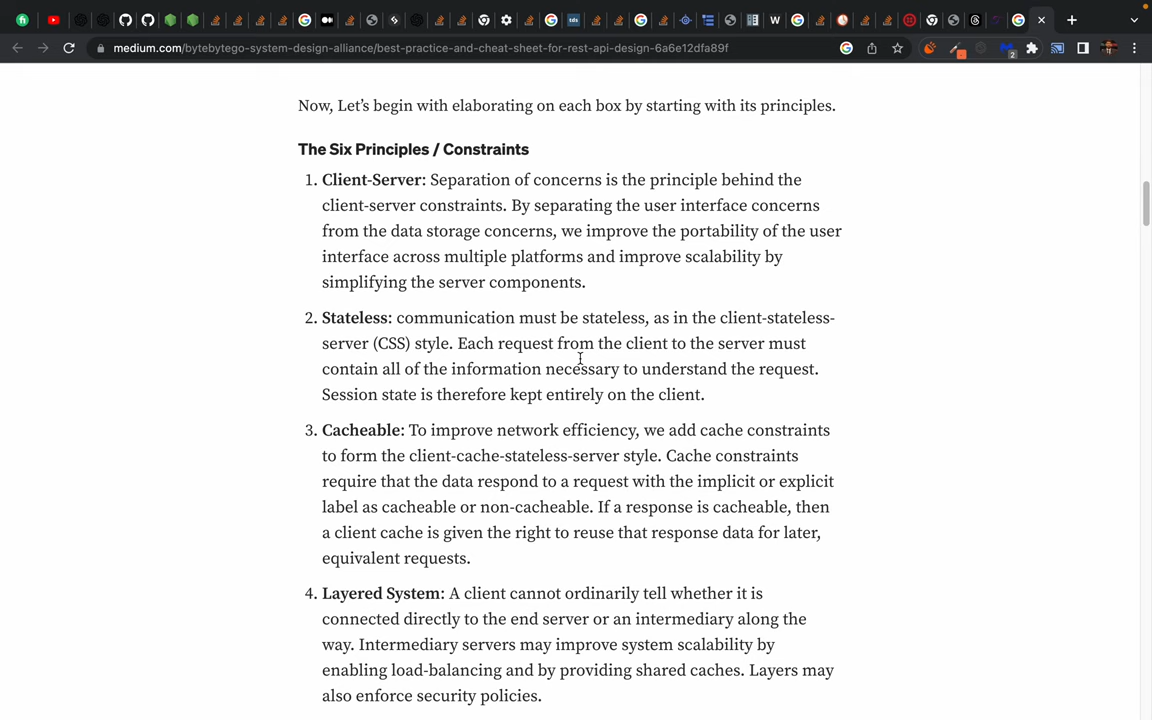 medium.com/bytebytego-system-design-alliance/best-practice-and-cheat-sheet-for-rest-api-design-6a6e12dfa89f
Now, Let’s begin with elaborating on each box by starting with its principles.
The Six Principles / Constraints
1. Client-Server: Separation of concerns is the principle behind the
client-server constraints. By separating the user interface concerns
from the data storage concerns, we improve the portability of the user
interface across multiple platforms and improve scalability by
simplifying the server components.
2. Stateless: communication must be stateless, as in the client-stateless-
server (CSS) style. Each request from the client to the server must
contain all of the information necessary to understand the request.
Session state is therefore kept entirely on the client.
3. Cacheable: To improve network efficiency, we add cache constraints
to form the client-cache-stateless-server style. Cache constraints
require that the data respond to a request with the implicit or explicit
label as cacheable or non-cacheable. If a response is cacheable, then
a client cache is given the right to reuse that response data for later,
equivalent requests.
4. Layered System: A client cannot ordinarily tell whether it is
connected directly to the end server or an intermediary along the
way. Intermediary servers may improve system scalability by
enabling load-balancing and by providing shared caches. Layers may
also enforce security policies.